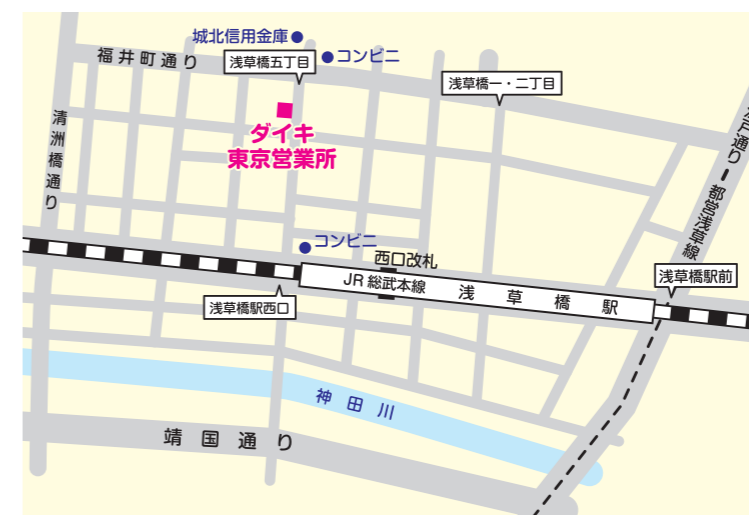 城北信用金庫
コンビニ
福井町通り
浅草橋五丁目
浅草橋一・二丁目
清洲橋通り
ダイキ
東京営業所
戸通り
都営浅草線
コンビニ
西口改札
JR総武本線 浅草橋駅
浅草橋駅前
浅草橋駅西口
神田川
靖国通り